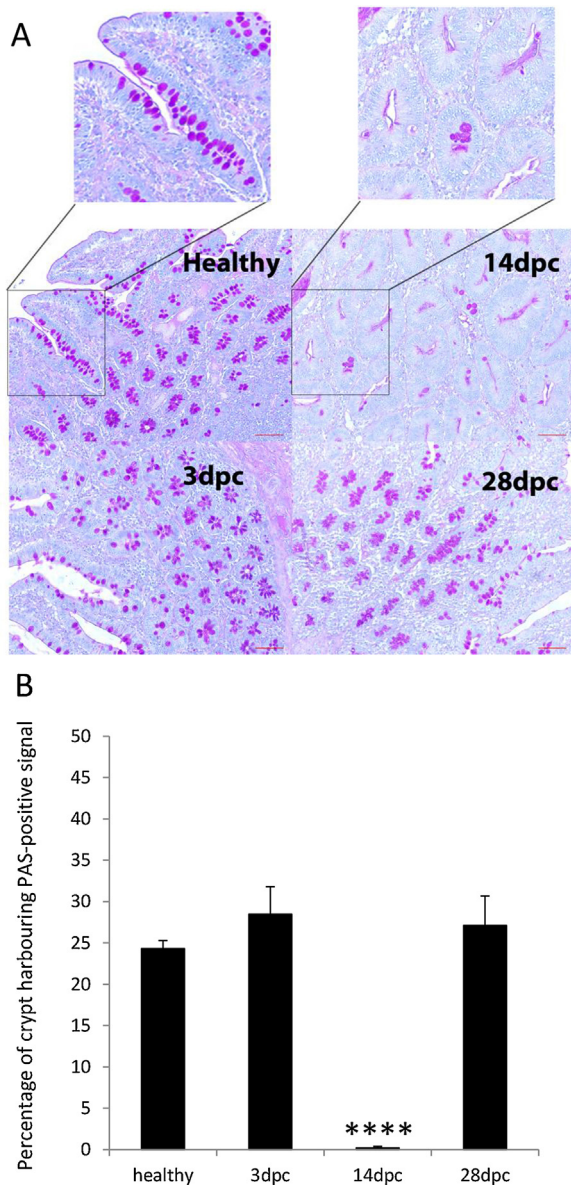 A
Healthy
14dpc
3dpc
28dpc
B
Percentage of crypt harbouring PAS-positive signal
50
45
40
35
30
25
20
15
10
5
0
****
healthy
3dpc
14dpc
28dpc